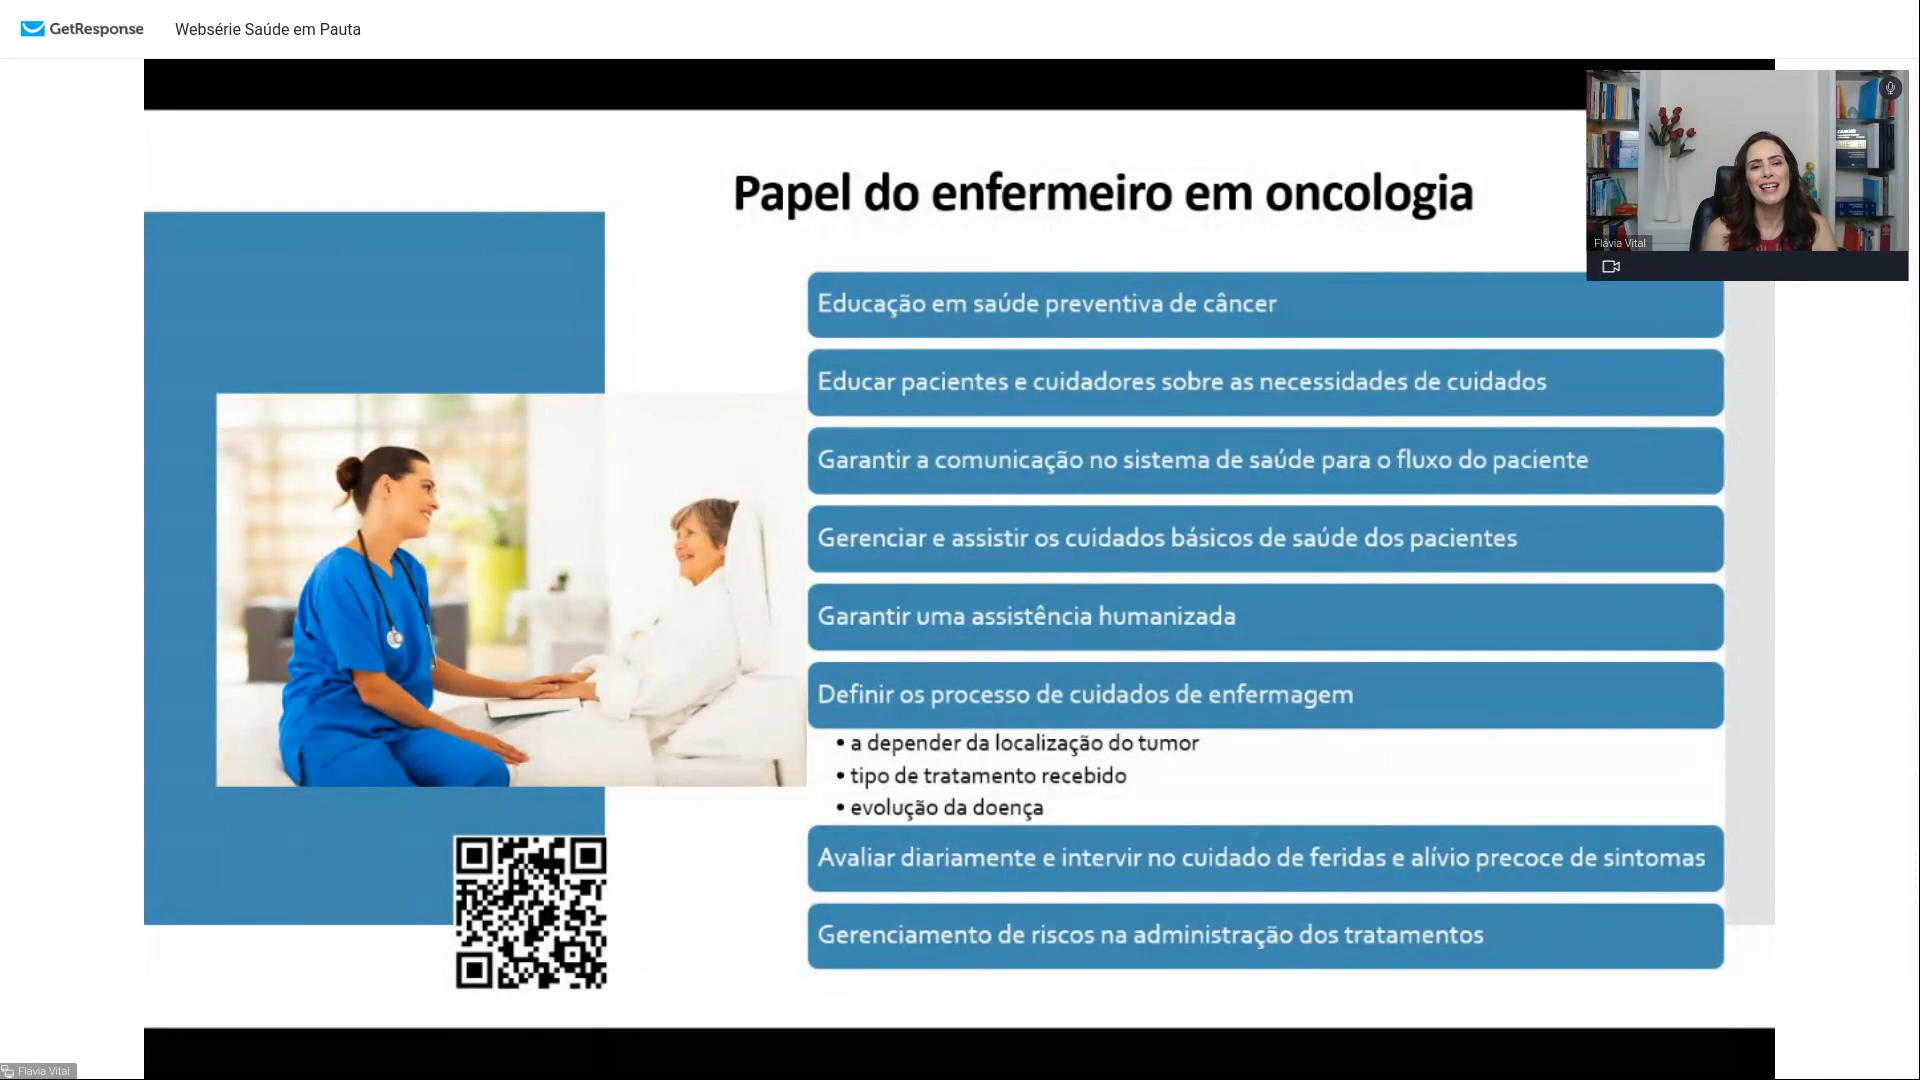 GetResponse
Websérie Saúde em Pauta
Papel do enfermeiro em oncologia
Flávia Vital
Educação em saúde preventiva de câncer
Educar pacientes e cuidadores sobre as necessidades de cuidados
Garantir a comunicação no sistema de saúde para o fluxo do paciente
Gerenciar e assistir os cuidados básicos de saúde dos pacientes
Garantir uma assistência humanizada
Definir os processo de cuidados de enfermagem
• a depender da localização do tumor
• tipo de tratamento recebido
• evolução da doença
Avaliar diariamente e intervir no cuidado de feridas e alívio precoce de sintomas
Gerenciamento de riscos na administração dos tratamentos
Flávia Vital